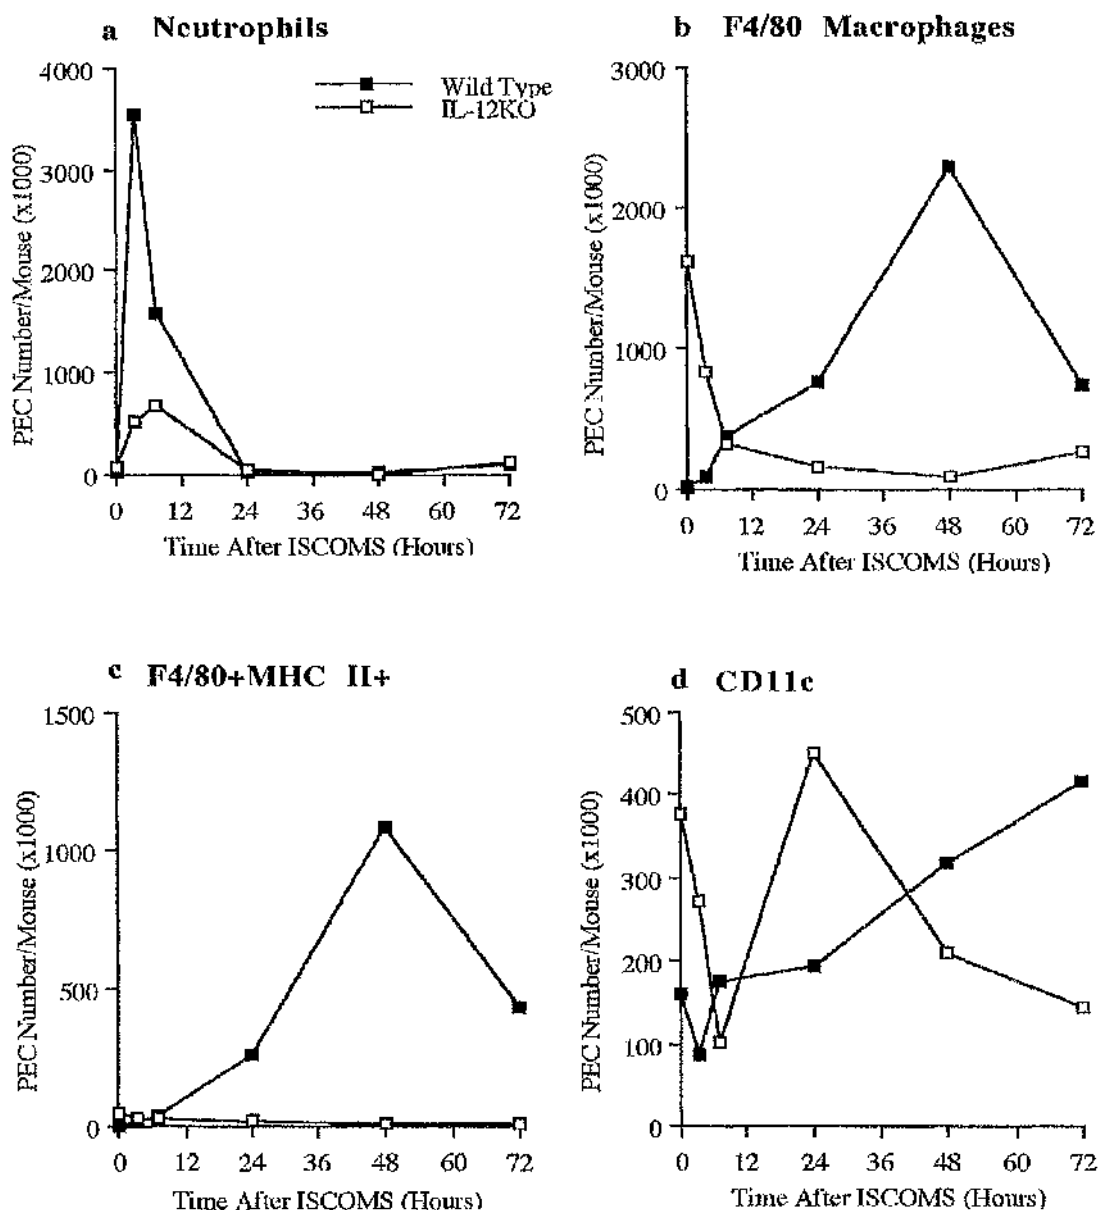 a Neutrophils
4000
3000
2000
1000
0
PEC Number/Mouse (x1000)
Wild Type
IL-12KO
0 12 24 36 48 60 72
Time After ISCOMS (Hours)
b F4/80 Macrophages
3000
2000
1000
0
PEC Number/Mouse (x1000)
0 12 24 36 48 60 72
Time After ISCOMS (Hours)
c F4/80+MHC II+
1500
1000
500
0
PEC Number/Mouse (x1000)
0 12 24 36 48 60 72
Time After ISCOMS (Hours)
d CD11c
500
400
300
200
100
0
PEC Number/Mouse (x1000)
0 12 24 36 48 60 72
Time After ISCOMS (Hours)